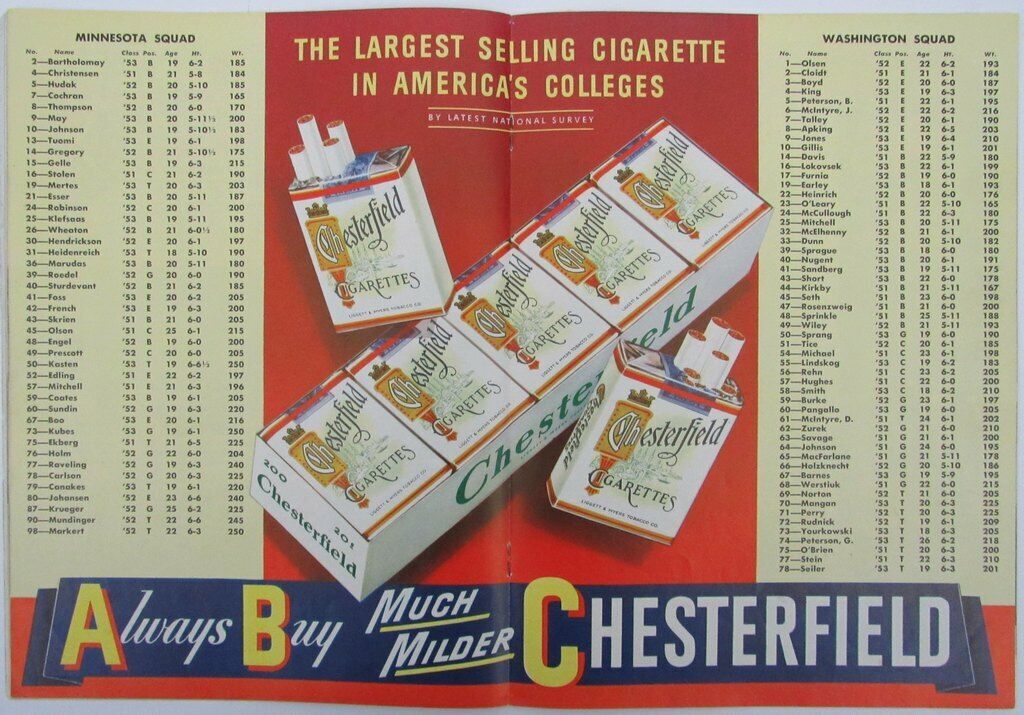 MINNESOTA SQUAD
No. Name Class Pos. Age Ht. Wt.
2—Bartholomay '53 B 19 6-2 185
4—Christensen '51 B 21 5-8 184
5—Hudak '52 B 20 5-10 185
7—Cochran '53 B 19 5-9 165
8—Thompson '52 B 20 6-0 170
9—May '53 B 20 5-11½ 200
10—Johnson '53 B 19 5-10½ 183
13—Tuomi '53 E 19 6-1 198
14—Gregory '52 B 21 5-10½ 175
15—Gelle '53 B 19 6-3 215
16—Stolen '51 C 21 6-2 190
19—Mertes '53 T 20 6-3 203
21—Esser '53 B 20 5-11 187
24—Robinson '52 C 20 6-1 200
25—Klefsaas '53 B 19 5-11 195
26—Wheaton '52 B 21 6-0½ 180
30—Hendrickson '52 E 20 6-1 197
31—Heidenreich '53 T 18 5-10 190
36—Marudas '53 B 20 5-11 180
39—Roedel '52 G 20 6-0 190
40—Sturdevant '52 B 21 6-2 185
41—Foss '53 E 20 6-2 205
42—French '53 E 19 6-3 200
43—Skrien '51 B 21 6-0 205
45—Olson '51 C 25 6-1 215
48—Engel '52 B 19 6-0 200
49—Prescott '52 C 20 6-0 205
50—Kasten '53 T 19 6-6½ 250
52—Edling '51 E 22 6-2 197
57—Mitchell '51 E 21 6-3 196
59—Coates '53 B 19 6-1 205
60—Sundin '52 G 19 6-3 220
67—Boo '53 E 20 6-1 216
73—Kubes '53 G 19 6-1 250
75—Ekberg '51 T 21 6-5 225
76—Holm '52 G 22 6-0 204
77—Raveling '52 G 19 6-3 240
78—Carlson '52 G 20 6-3 225
79—Canakes '53 T 19 6-1 220
80—Johansen '52 E 23 6-6 240
87—Krueger '52 G 25 6-2 225
90—Mundinger '52 T 22 6-6 245
98—Markert '52 T 22 6-3 250
THE LARGEST SELLING CIGARETTE
IN AMERICA'S COLLEGES
BY LATEST NATIONAL SURVEY
Chesterfield
CIGARETTES
LIGGETT & MYERS TOBACCO CO.
Chesterfield
CIGARETTES
Chesterfield
CIGARETTES
Chesterfield
CIGARETTES
Chesterfield
CIGARETTES
Chesterfield
CIGARETTES
200 201
Chesterfield
Cheste
ield
Chesterfield
Chesterfield
CIGARETTES
LIGGETT & MYERS TOBACCO CO.
WASHINGTON SQUAD
No. Name Class Pos. Age Ht. Wt.
1—Olsen '52 E 22 6-2 193
2—Cloidt '52 E 21 6-1 184
3—Boyd '52 E 20 6-0 187
4—King '53 E 19 6-3 197
5—Peterson, B. '51 E 22 6-1 195
6—McIntyre, J. '52 E 22 6-2 216
7—Talley '52 E 20 6-1 190
8—Apking '52 E 22 6-5 203
9—Jones '53 E 19 6-4 210
10—Gillis '53 E 19 6-1 201
14—Davis '51 B 22 5-9 180
16—Lakovsek '53 B 22 6-1 199
17—Furnia '52 B 19 6-0 190
19—Earley '53 B 18 6-1 193
22—Heinrich '52 B 20 6-0 176
23—O'Leary '51 B 22 5-10 165
24—McCullough '51 B 22 6-3 180
25—Mitchell '53 B 20 5-11 175
32—McElhenny '52 B 21 6-1 200
33—Dunn '52 B 20 5-10 182
39—Sprague '53 B 18 6-0 180
40—Nugent '53 B 20 6-1 191
41—Sandberg '53 B 19 5-11 175
43—Short '53 B 22 6-0 178
44—Kirkby '51 B 21 5-11 167
45—Seth '51 B 23 6-0 198
47—Rosenzweig '51 B 21 6-0 200
48—Sprinkle '51 B 25 5-11 188
49—Wiley '52 B 21 5-11 193
50—Sprang '53 G 19 6-0 190
51—Tice '52 C 20 6-1 185
54—Michael '51 C 23 6-1 198
55—Lindskog '53 C 19 6-2 183
56—Rehn '51 C 23 6-2 205
57—Hughes '51 C 22 6-0 200
58—Smith '53 C 18 6-2 210
59—Burke '52 G 23 6-1 197
60—Pangallo '53 G 19 6-0 205
61—McIntyre, D. '51 T 24 6-1 202
62—Zurek '52 G 21 6-0 210
63—Savage '51 G 21 6-1 200
64—Johnson '51 G 24 6-0 195
65—MacFarlane '51 G 21 5-11 178
66—Holzknecht '52 G 20 5-10 186
67—Barnes '53 G 19 5-9 195
68—Werstiuk '51 G 22 6-0 215
69—Norton '52 T 21 6-0 205
70—Mangan '53 T 20 6-3 225
71—Perry '52 T 20 6-3 225
72—Rudnick '52 T 19 6-1 209
73—Yourkowski '53 T 18 6-3 205
74—Peterson, G. '53 T 26 6-2 218
75—O'Brien '51 T 20 6-3 200
77—Stein '51 T 21 6-3 210
78—Seiler '53 T 19 6-3 201
Always Buy MUCH MILDER CHESTERFIELD